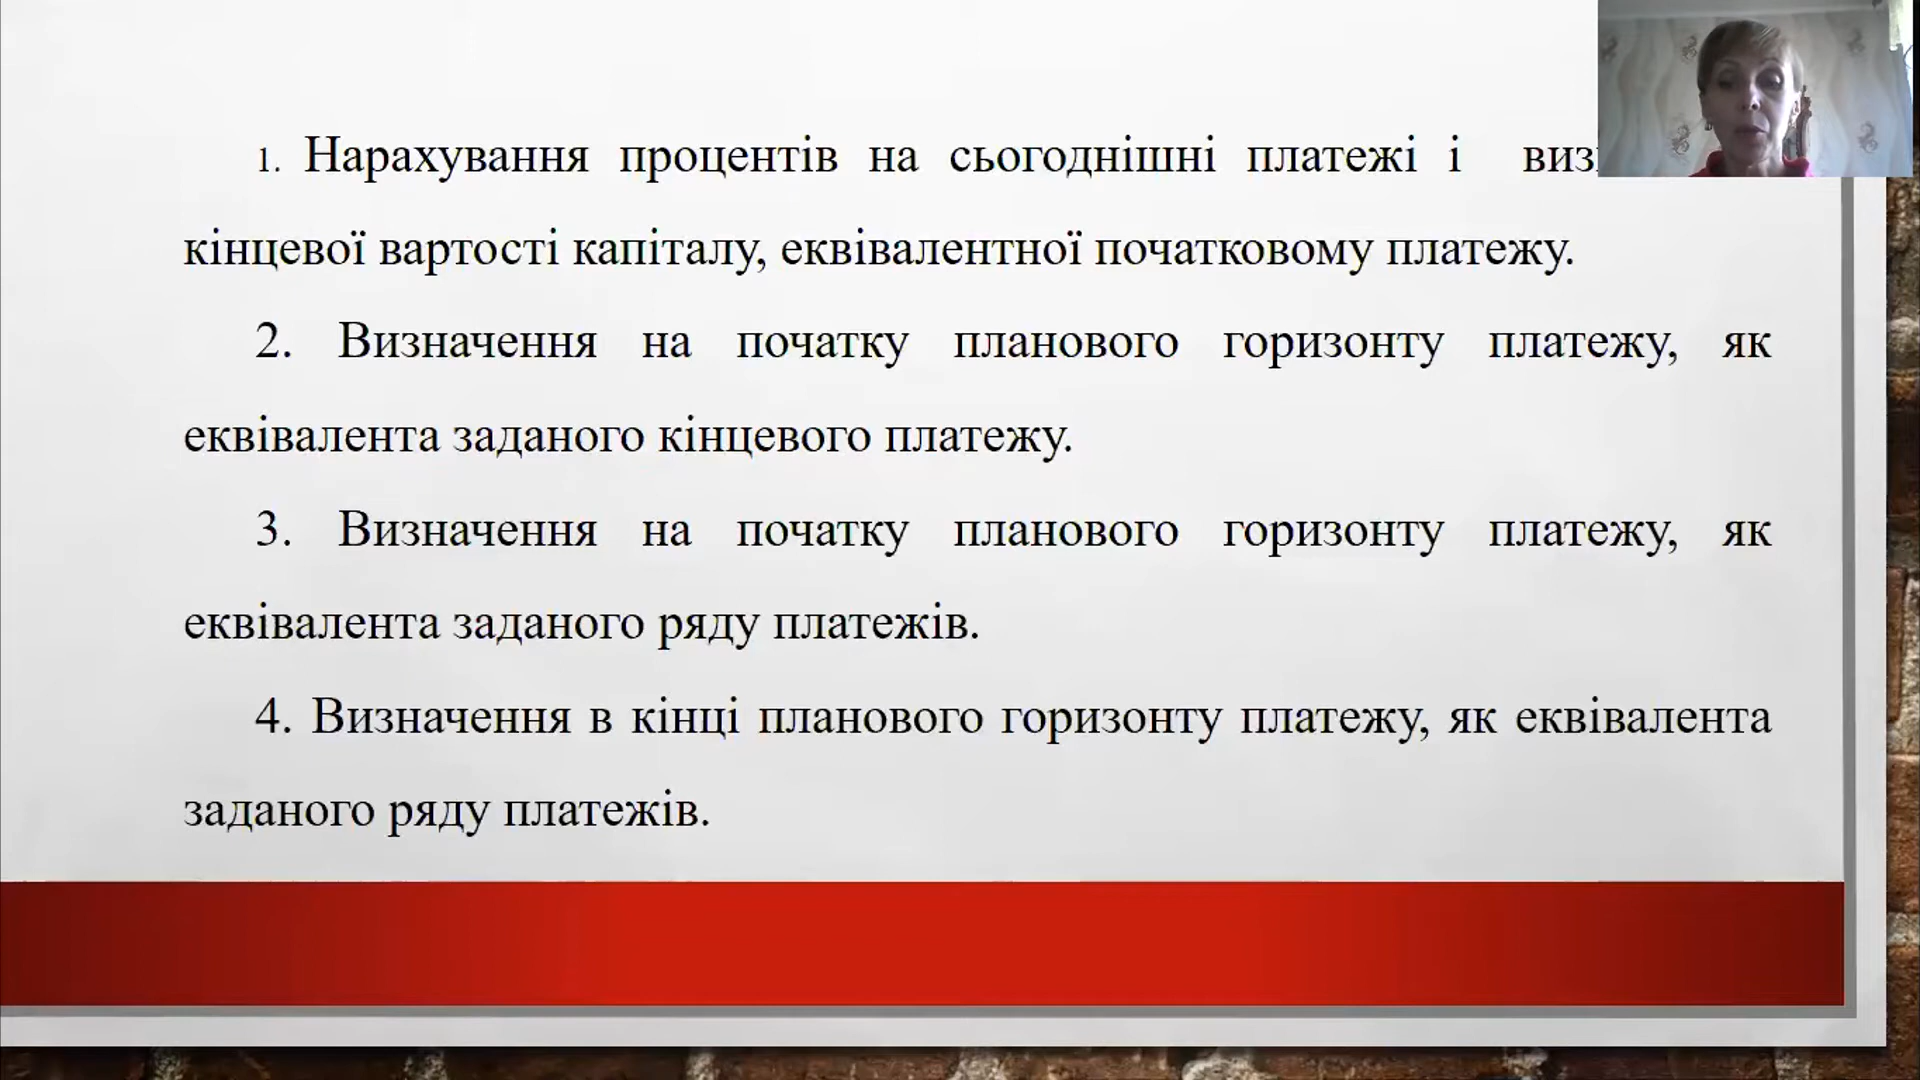 1. Нарахування процентів на сьогоднішні платежі і
кінцевої вартості капіталу, еквівалентної початковому платежу.
2. Визначення на початку планового горизонту платежу, як
еквівалента заданого кінцевого платежу.
3. Визначення на початку планового горизонту платежу, як
еквівалента заданого ряду платежів.
4. Визначення в кінці планового горизонту платежу, як еквівалента
заданого ряду платежів.